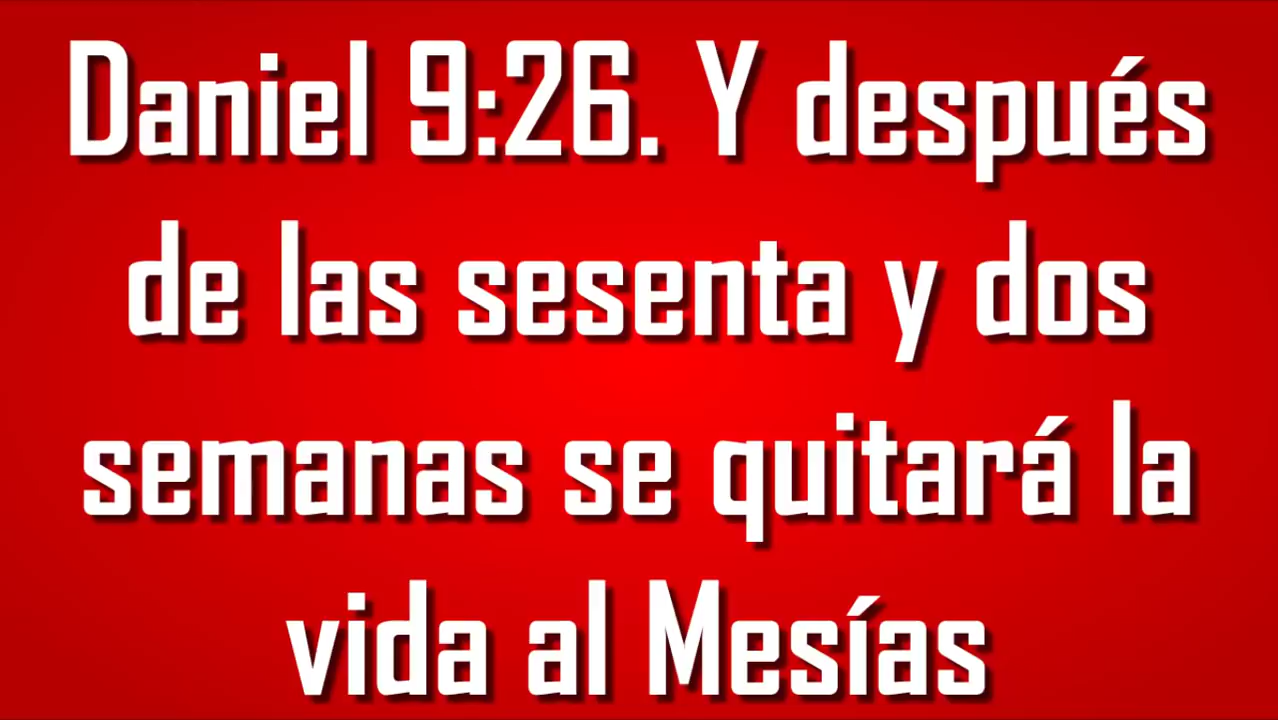 Daniel 9:26. Y después
de las sesenta y dos
semanas se quitará la
vida al Mesías